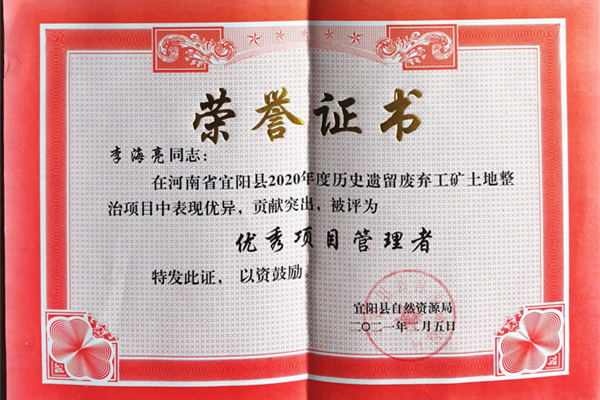 荣誉证书
李海亮同志：
在河南省宜阳县2020年度历史遗留废弃工矿土地整
治项目中表现优异，贡献突出，被评为
优秀项目管理者
特发此证，以资鼓励。
宜阳县自然资源局
二〇二一年二月五日